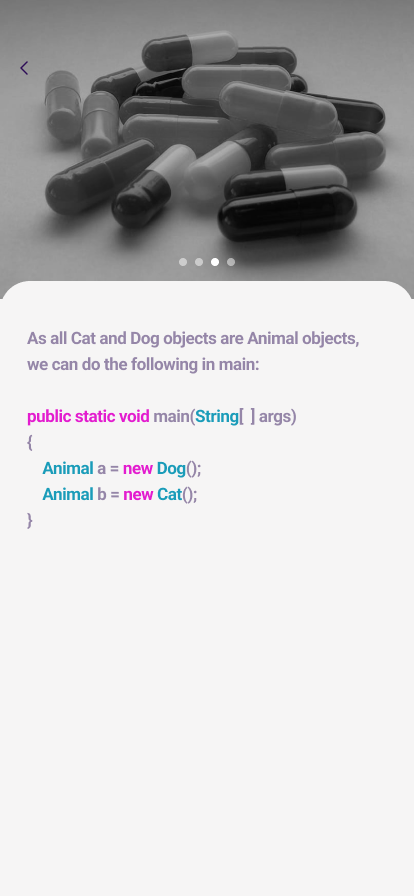 As all Cat and Dog objects are Animal objects,
we can do the following in main:
public static void main(String[ ] args)
{
Animal a = new Dog();
Animal b = new Cat();
}